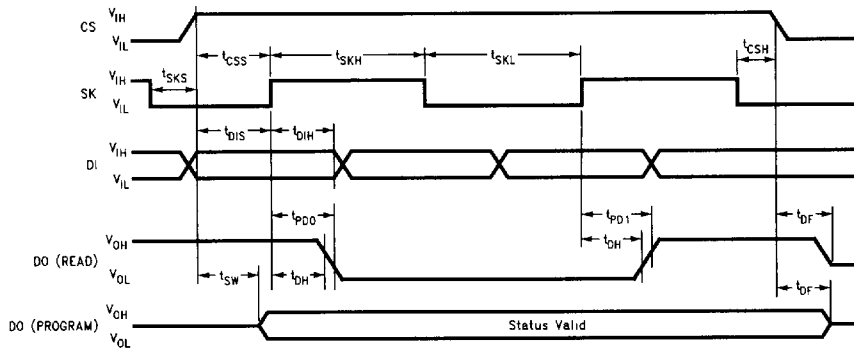 CS VIH
VIL
tCSS tSKH tSKL tCSH
SK VIH tSKS
VIL
tDIS tDIH
DI VIH
VIL
tPD0 tPD1 tDF
DO (READ) VOH
tDH
VOL tSW tDH
tDF
DO (PROGRAM) VOH
Status Valid
VOL